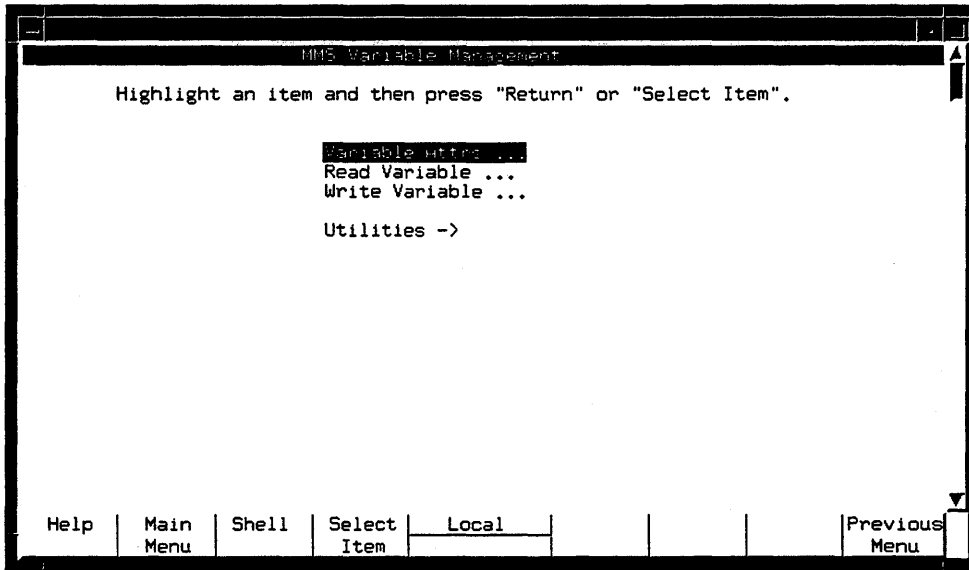 MMS Variable Management
Highlight an item and then press "Return" or "Select Item".
Variable Attrs ...
Read Variable ...
Write Variable ...
Utilities ->
Help Main Menu Shell Select Item Local Previous Menu